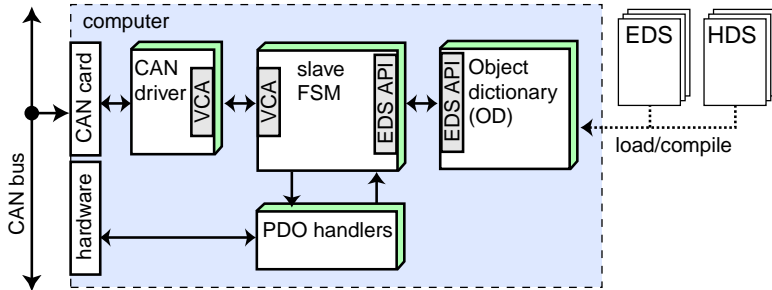 computer
EDS
HDS
CAN bus
CAN card
CAN
driver
VCA
VCA
slave
FSM
EDS API
EDS API
Object
dictionary
(OD)
load/compile
hardware
PDO handlers